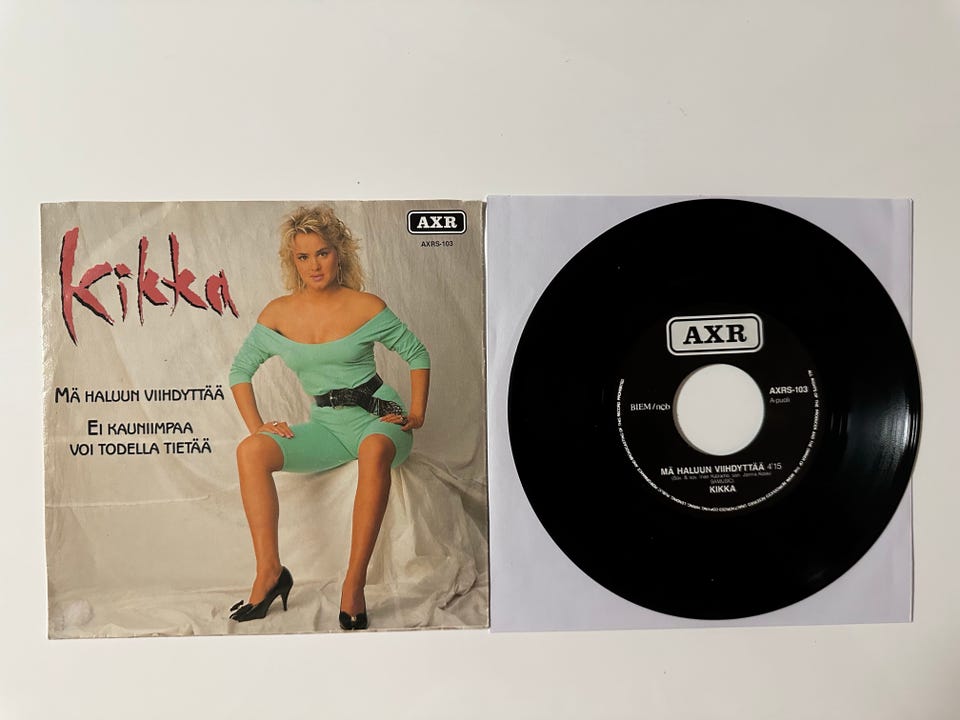 Kikka
AXR
AXRS-103
MÄ HALUUN VIIHDYTTÄÄ
EI KAUNIIMPAA
VOI TODELLA TIETÄÄ
AXR
BIEM/ncb
AXRS-103
A-puoli
MÄ HALUUN VIIHDYTTÄÄ 4'15
KIKKA